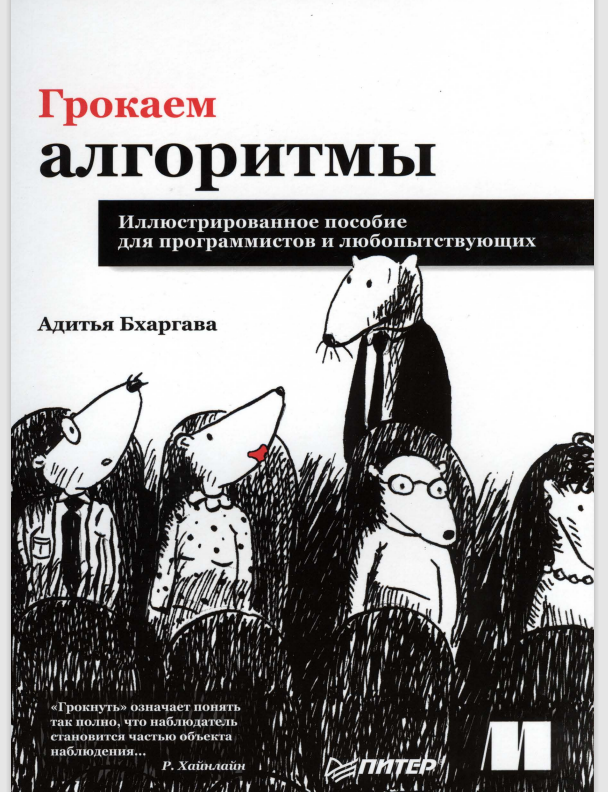 Грокаем
алгоритмы
Иллюстрированное пособие
для программистов и любопытствующих
Адитья Бхаргава
«Грокнуть» означает понять
так полно, что наблюдатель
становится частью объекта
наблюдения...
Р. Хайнлайн
ПИТЕР